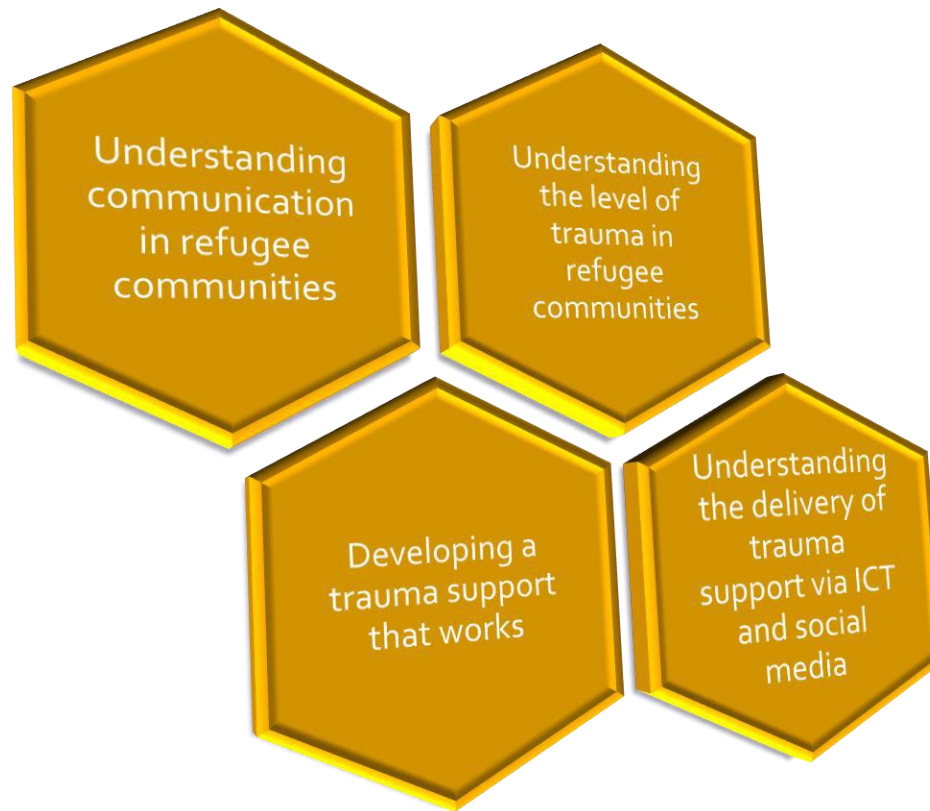 Understanding
communication
in refugee
communities
Understanding
the level of
trauma in
refugee
communities
Developing a
trauma support
that works
Understanding
the delivery of
trauma
support via ICT
and social
media